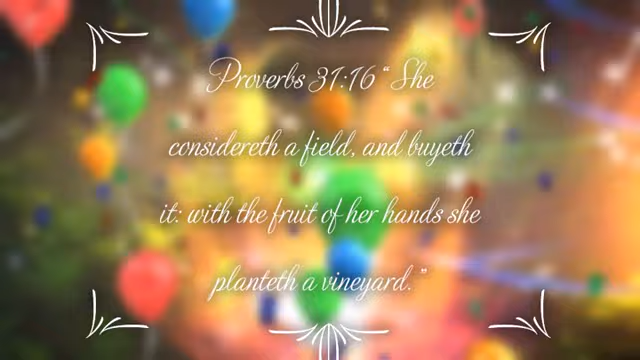 Proverbs 31:16 “ She
considereth a field, and buyeth
it: with the fruit of her hands she
planteth a vineyard.”